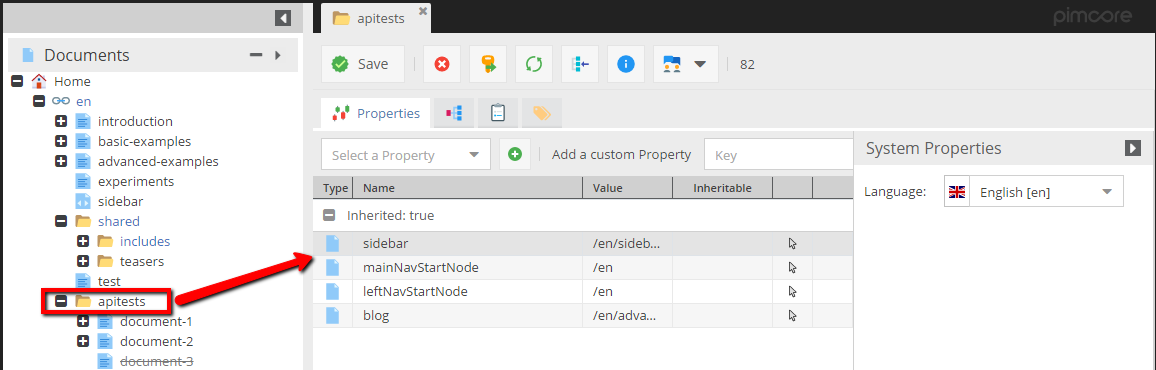 apitests
pimcore
Documents
Home
en
introduction
basic-examples
advanced-examples
experiments
sidebar
shared
includes
teasers
test
apitests
document-1
document-2
document-3
Save
82
Properties
Select a Property
Add a custom Property
Key
Type Name Value Inheritable
Inherited: true
sidebar /en/sideb...
mainNavStartNode /en
leftNavStartNode /en
blog /en/adva...
System Properties
Language: English [en]